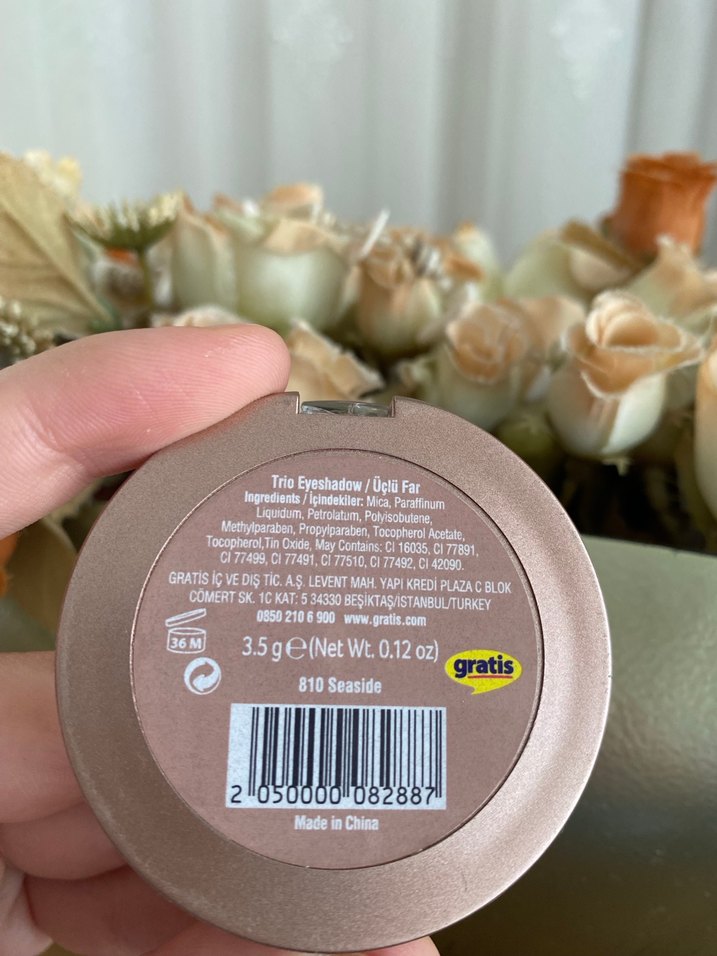 Trio Eyeshadow / Üçlü Far
Ingredients / İçindekiler: Mica, Paraffinum
Liquidum, Petrolatum, Polyisobutene,
Methylparaben, Propylparaben, Tocopherol Acetate,
Tocopherol,Tin Oxide, May Contains: CI 16035, CI 77891,
CI 77499, CI 77491, CI 77510, CI 77492, CI 42090.
GRATİS İÇ VE DIŞ TİC. A.Ş. LEVENT MAH. YAPI KREDİ PLAZA C BLOK
CÖMERT SK. 1C KAT: 5 34330 BEŞİKTAŞ/İSTANBUL/TURKEY
0850 210 6 900 www.gratis.com
36 M
3.5 g ℮ (Net Wt. 0.12 oz)
gratis
810 Seaside
2 050000 082887
Made in China